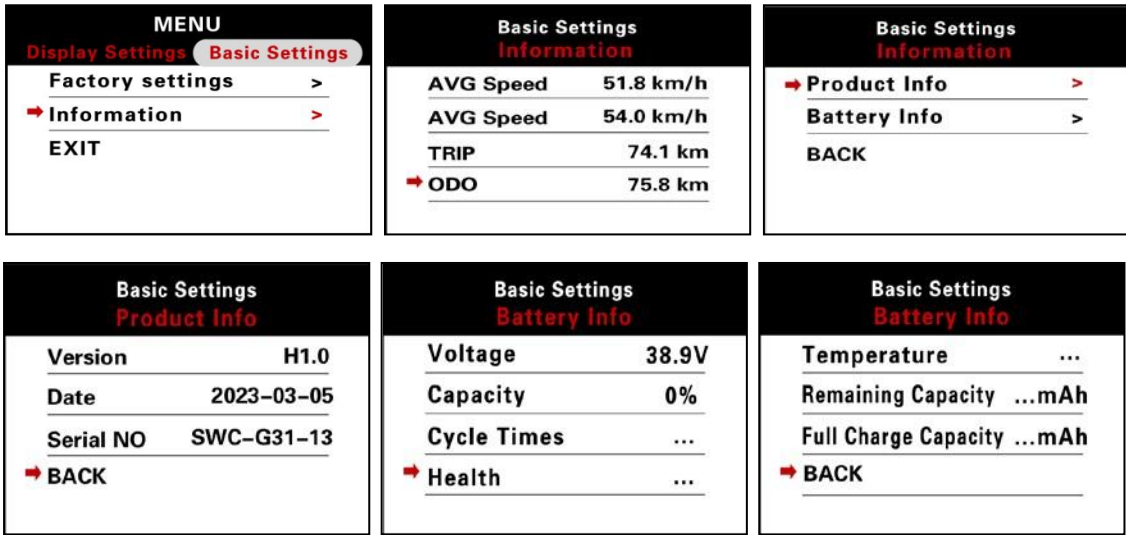 MENU
Display Settings Basic Settings
Factory settings >
Information >
EXIT
Basic Settings
Information
AVG Speed 51.8 km/h
AVG Speed 54.0 km/h
TRIP 74.1 km
ODO 75.8 km
Basic Settings
Information
Product Info >
Battery Info >
BACK
Basic Settings
Product Info
Version H1.0
Date 2023-03-05
Serial NO SWC-G31-13
BACK
Basic Settings
Battery Info
Voltage 38.9V
Capacity 0%
Cycle Times ...
Health ...
Basic Settings
Battery Info
Temperature ...
Remaining Capacity ...mAh
Full Charge Capacity ...mAh
BACK